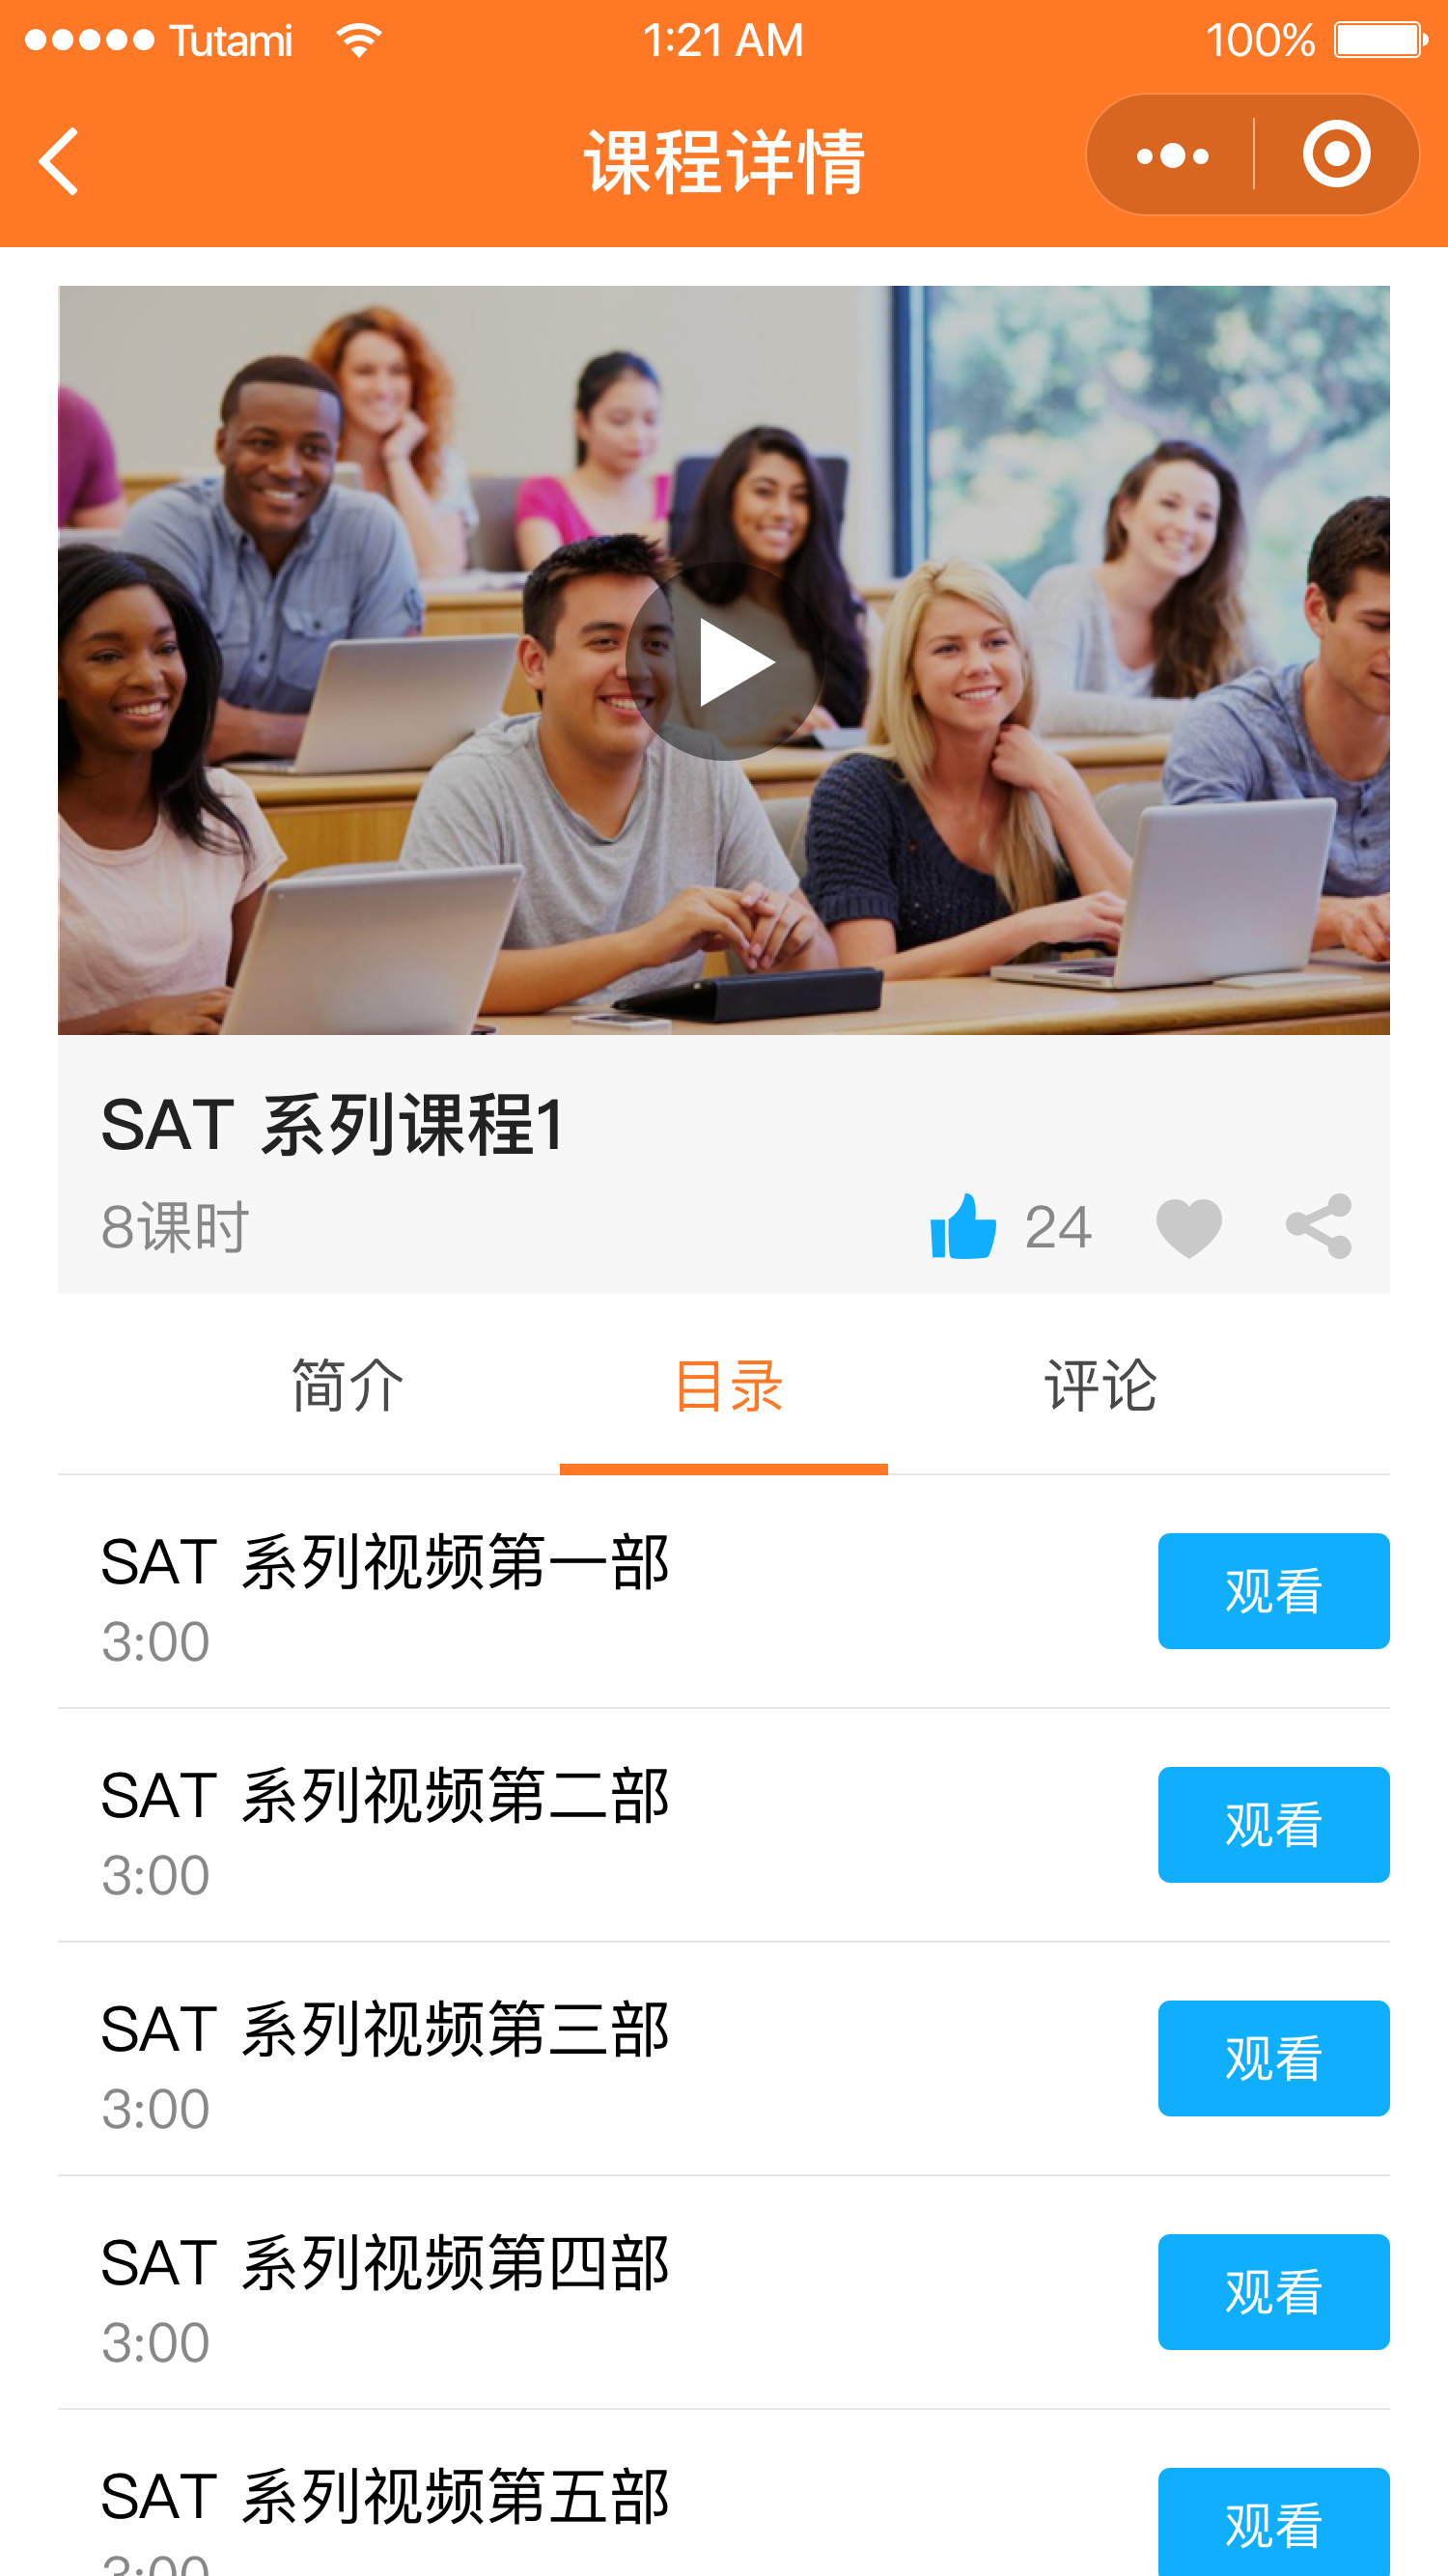 Tutami 1:21 AM 100%
课程详情
SAT 系列课程1
8课时 24
简介 目录 评论
SAT 系列视频第一部
3:00
观看
SAT 系列视频第二部
3:00
观看
SAT 系列视频第三部
3:00
观看
SAT 系列视频第四部
3:00
观看
SAT 系列视频第五部
3:00
观看